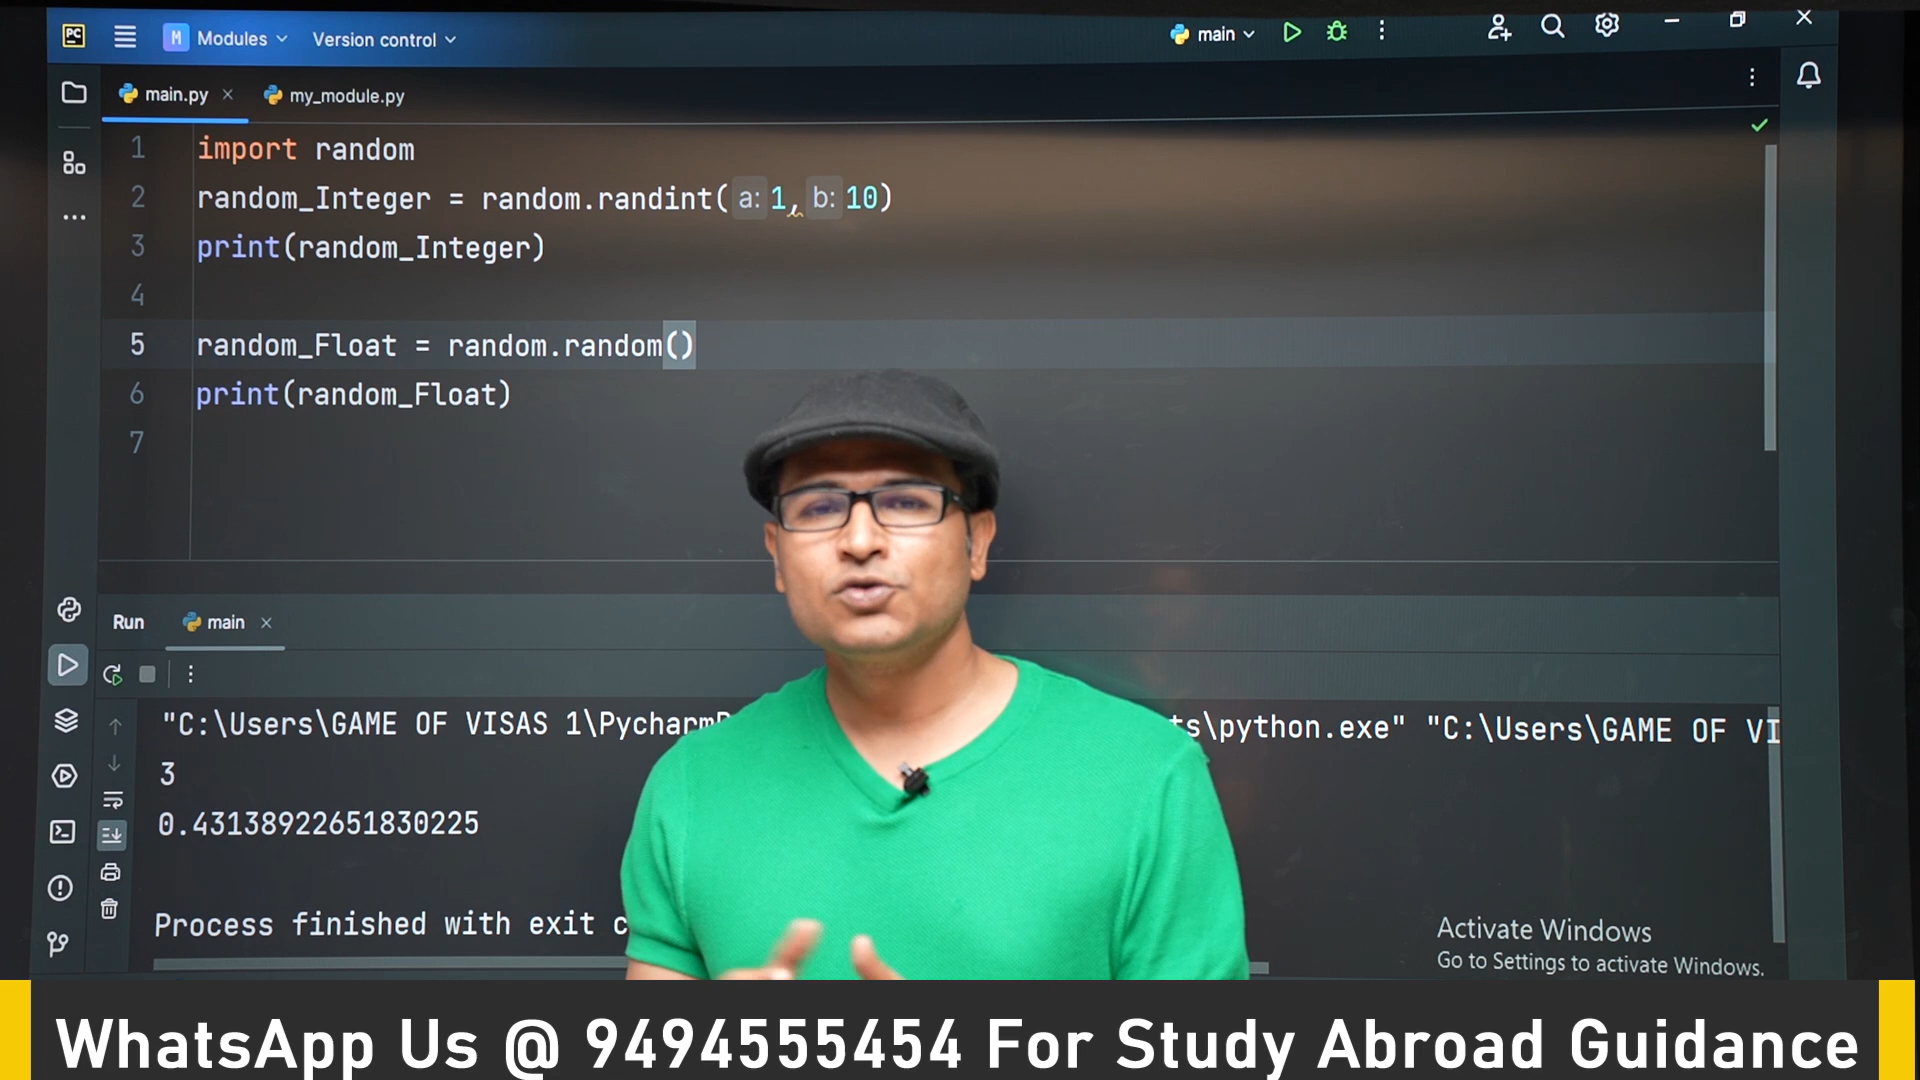 PC
M Modules Version control main
main.py my_module.py
1 import random
2 random_Integer = random.randint( a: 1, b: 10)
3 print(random_Integer)
4
5 random_Float = random.random()
6 print(random_Float)
7
Run main
"C:\Users\GAME OF VISAS 1\Pycharm ts\python.exe" "C:\Users\GAME OF VI
3
0.43138922651830225
Process finished with exit c
Activate Windows
Go to Settings to activate Windows.
WhatsApp Us @ 9494555454 For Study Abroad Guidance